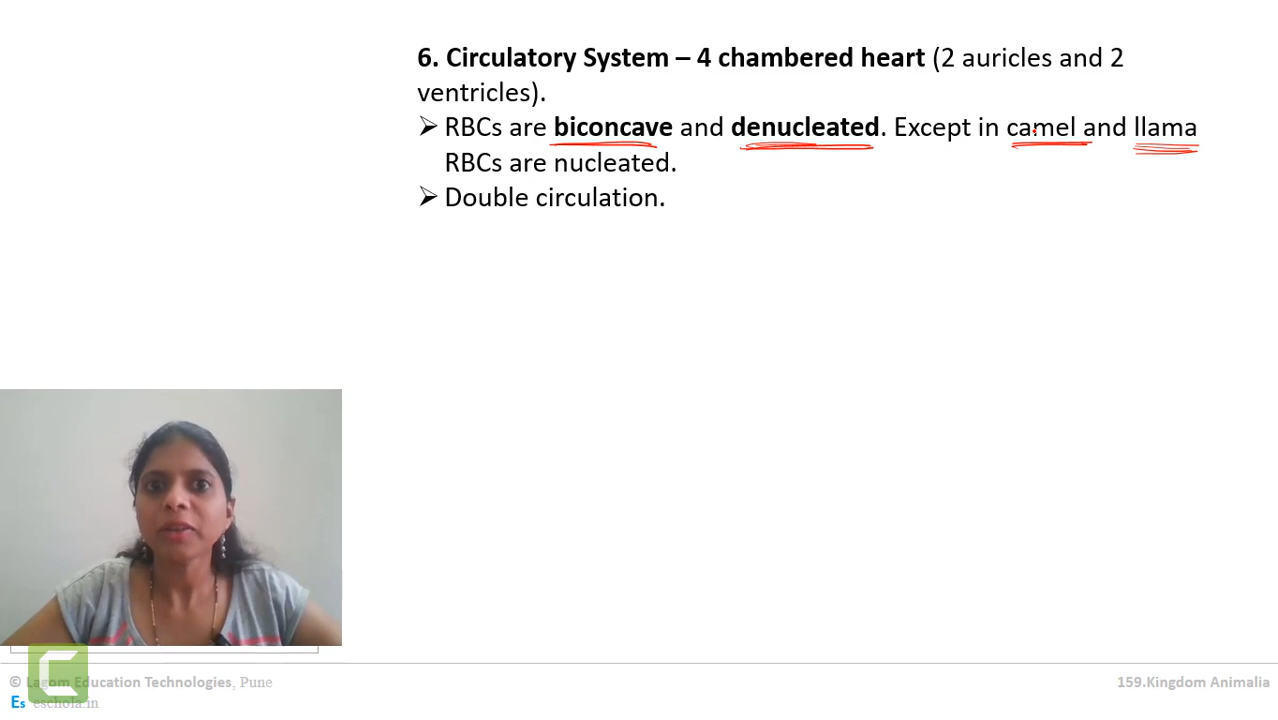 6. Circulatory System – 4 chambered heart (2 auricles and 2
ventricles).
➢ RBCs are biconcave and denucleated. Except in camel and llama
RBCs are nucleated.
➢ Double circulation.
© Lagom Education Technologies, Pune
159.Kingdom Animalia
Es eschola.in